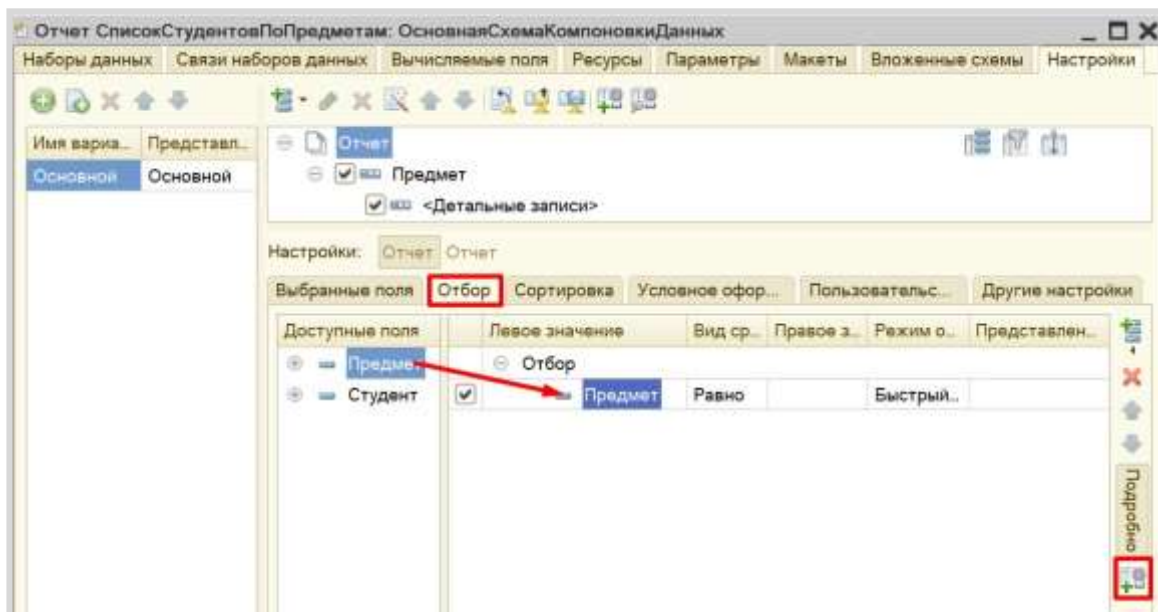 Отчет СписокСтудентовПоПредметам: ОсновнаяСхемаКомпоновкиДанных
Наборы данных Связи наборов данных Вычисляемые поля Ресурсы Параметры Макеты Вложенные схемы Настройки
Имя вариа... Представл...
Основной Основной
Отчет
Предмет
<Детальные записи>
Настройки: Отчет Отчет
Выбранные поля Отбор Сортировка Условное офор... Пользовательс... Другие настройки
Доступные поля Левое значение Вид ср... Правое з... Режим о... Представлен...
Предмет Отбор
Студент Предмет Равно Быстрый...
Подробно